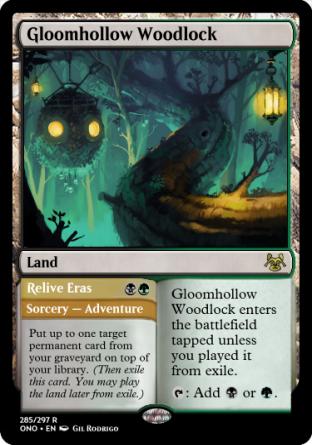 Gloomhollow Woodlock
Land
Relive Eras
Sorcery — Adventure
Put up to one target
permanent card from
your graveyard on top of
your library. (Then exile
this card. You may play
the land later from exile.)
Gloomhollow
Woodlock enters
the battlefield
tapped unless
you played it
from exile.
: Add or .
285/297 R
ONO • EN Gil Rodrigo